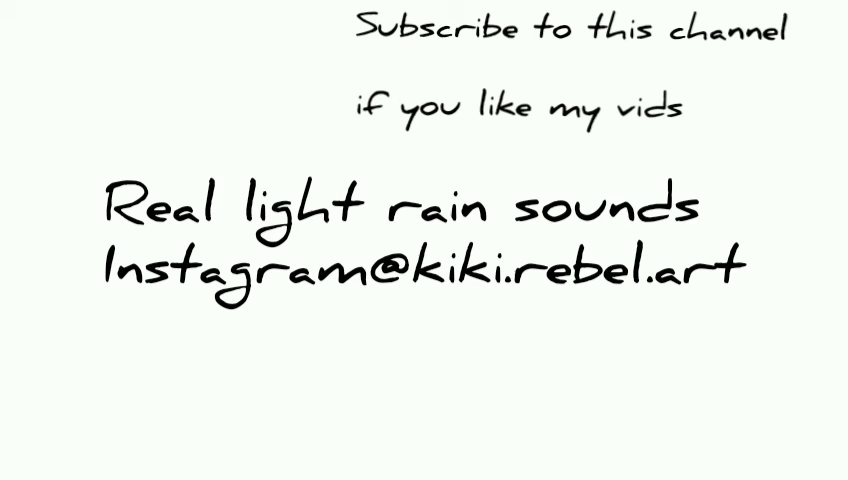 Subscribe to this channel
if you like my vids
Real light rain sounds
Instagram@kiki.rebel.art